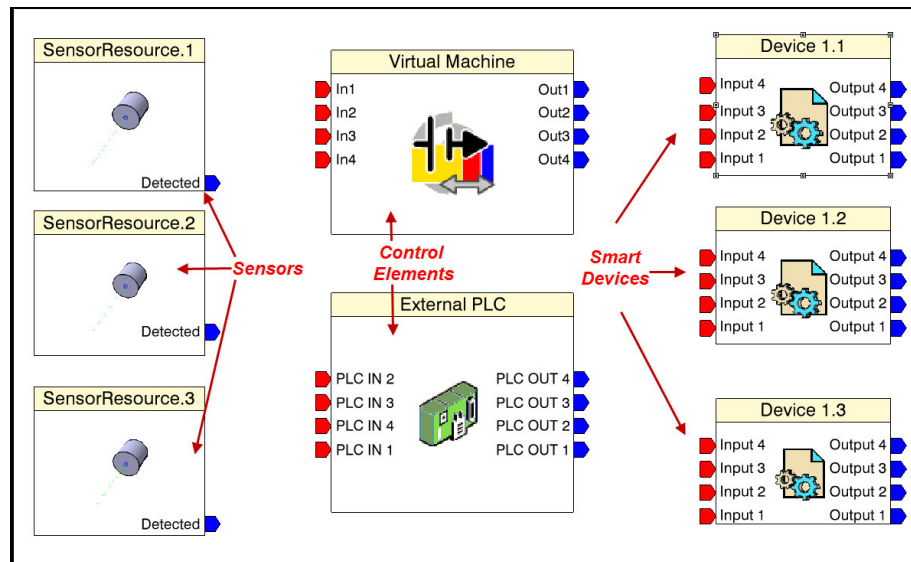 SensorResource.1
Detected
SensorResource.2
Detected
SensorResource.3
Detected
Sensors
Virtual Machine
In1
In2
In3
In4
Out1
Out2
Out3
Out4
Control
Elements
External PLC
PLC IN 2
PLC IN 3
PLC IN 4
PLC IN 1
PLC OUT 4
PLC OUT 3
PLC OUT 2
PLC OUT 1
Smart
Devices
Device 1.1
Input 4
Input 3
Input 2
Input 1
Output 4
Output 3
Output 2
Output 1
Device 1.2
Input 4
Input 3
Input 2
Input 1
Output 4
Output 3
Output 2
Output 1
Device 1.3
Input 4
Input 3
Input 2
Input 1
Output 4
Output 3
Output 2
Output 1